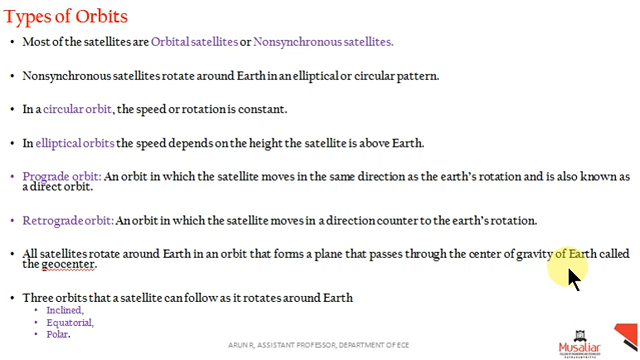 Types of Orbits
• Most of the satellites are Orbital satellites or Nonsynchronous satellites.
• Nonsynchronous satellites rotate around Earth in an elliptical or circular pattern.
• In a circular orbit, the speed or rotation is constant.
• In elliptical orbits the speed depends on the height the satellite is above Earth.
• Prograde orbit: An orbit in which the satellite moves in the same direction as the earth's rotation and is also known as
a direct orbit.
• Retrograde orbit: An orbit in which the satellite moves in a direction counter to the earth's rotation.
• All satellites rotate around Earth in an orbit that forms a plane that passes through the center of gravity of Earth called
the geocenter.
• Three orbits that a satellite can follow as it rotates around Earth
• Inclined,
• Equatorial,
• Polar.
ARUN R, ASSISTANT PROFESSOR, DEPARTMENT OF ECE
Musaliar